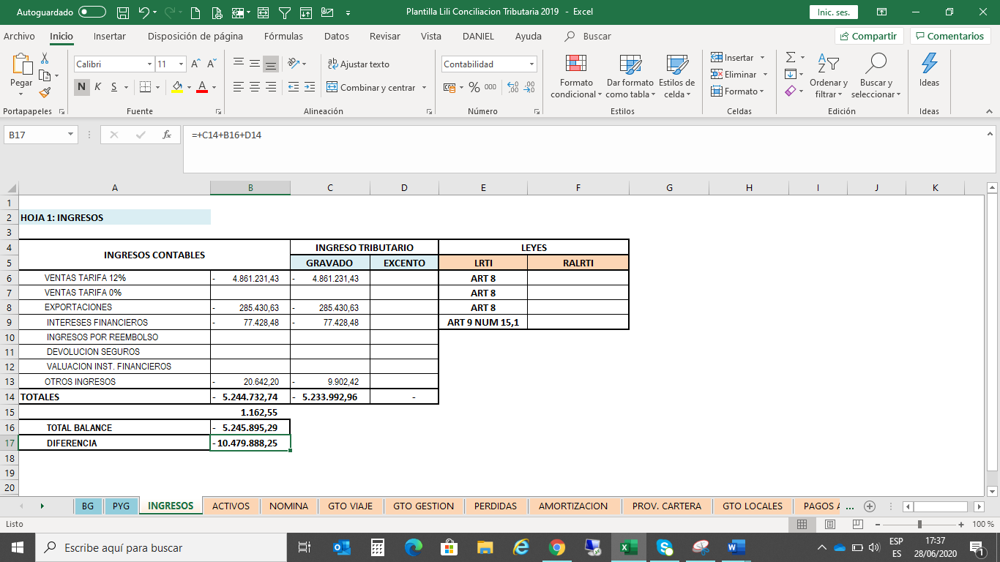 Autoguardado Plantilla Lili Conciliacion Tributaria 2019 - Excel Inic. ses.
Archivo Inicio Insertar Disposición de página Fórmulas Datos Revisar Vista DANIEL Ayuda Buscar Compartir Comentarios
Pegar
Calibri 11
N K S
Ajustar texto
Combinar y centrar
Contabilidad
% 000
Formato condicional
Dar formato como tabla
Estilos de celda
Insertar
Eliminar
Formato
Ordenar y filtrar
Buscar y seleccionar
Ideas
Portapapeles Fuente Alineación Número Estilos Celdas Edición Ideas
B17 fx =+C14+B16+D14
A B C D E F G H I J K
1
2 HOJA 1: INGRESOS
3
4 INGRESOS CONTABLES INGRESO TRIBUTARIO LEYES
5 GRAVADO EXCENTO LRTI RALRTI
6 VENTAS TARIFA 12% - 4.861.231,43 - 4.861.231,43 ART 8
7 VENTAS TARIFA 0% ART 8
8 EXPORTACIONES - 285.430,63 - 285.430,63 ART 8
9 INTERESES FINANCIEROS - 77.428,48 - 77.428,48 ART 9 NUM 15,1
10 INGRESOS POR REEMBOLSO
11 DEVOLUCION SEGUROS
12 VALUACION INST. FINANCIEROS
13 OTROS INGRESOS - 20.642,20 - 9.902,42
14 TOTALES - 5.244.732,74 - 5.233.992,96 -
15 1.162,55
16 TOTAL BALANCE - 5.245.895,29
17 DIFERENCIA - 10.479.888,25
18
19
20
BG PYG INGRESOS ACTIVOS NOMINA GTO VIAJE GTO GESTION PERDIDAS AMORTIZACION PROV. CARTERA GTO LOCALES PAGOS A ...
Listo 100 %
Escribe aquí para buscar
ESP
ES
17:37
28/06/2020
1